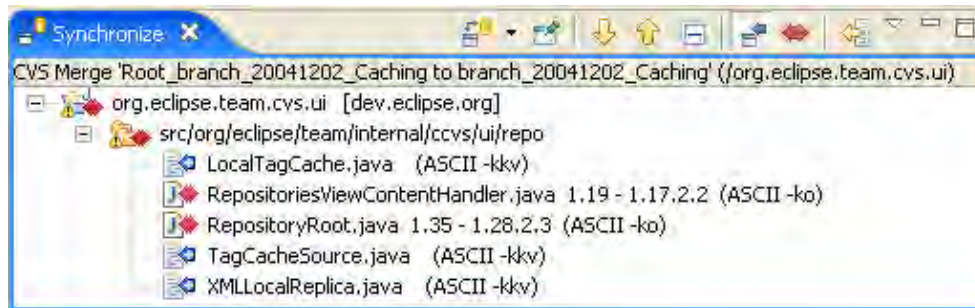 Synchronize
CVS Merge 'Root_branch_20041202_Caching to branch_20041202_Caching' (/org.eclipse.team.cvs.ui)
org.eclipse.team.cvs.ui [dev.eclipse.org]
src/org/eclipse/team/internal/ccvs/ui/repo
LocalTagCache.java (ASCII -kkv)
RepositoriesViewContentHandler.java 1.19 - 1.17.2.2 (ASCII -ko)
RepositoryRoot.java 1.35 - 1.28.2.3 (ASCII -ko)
TagCacheSource.java (ASCII -kkv)
XMLLocalReplica.java (ASCII -kkv)